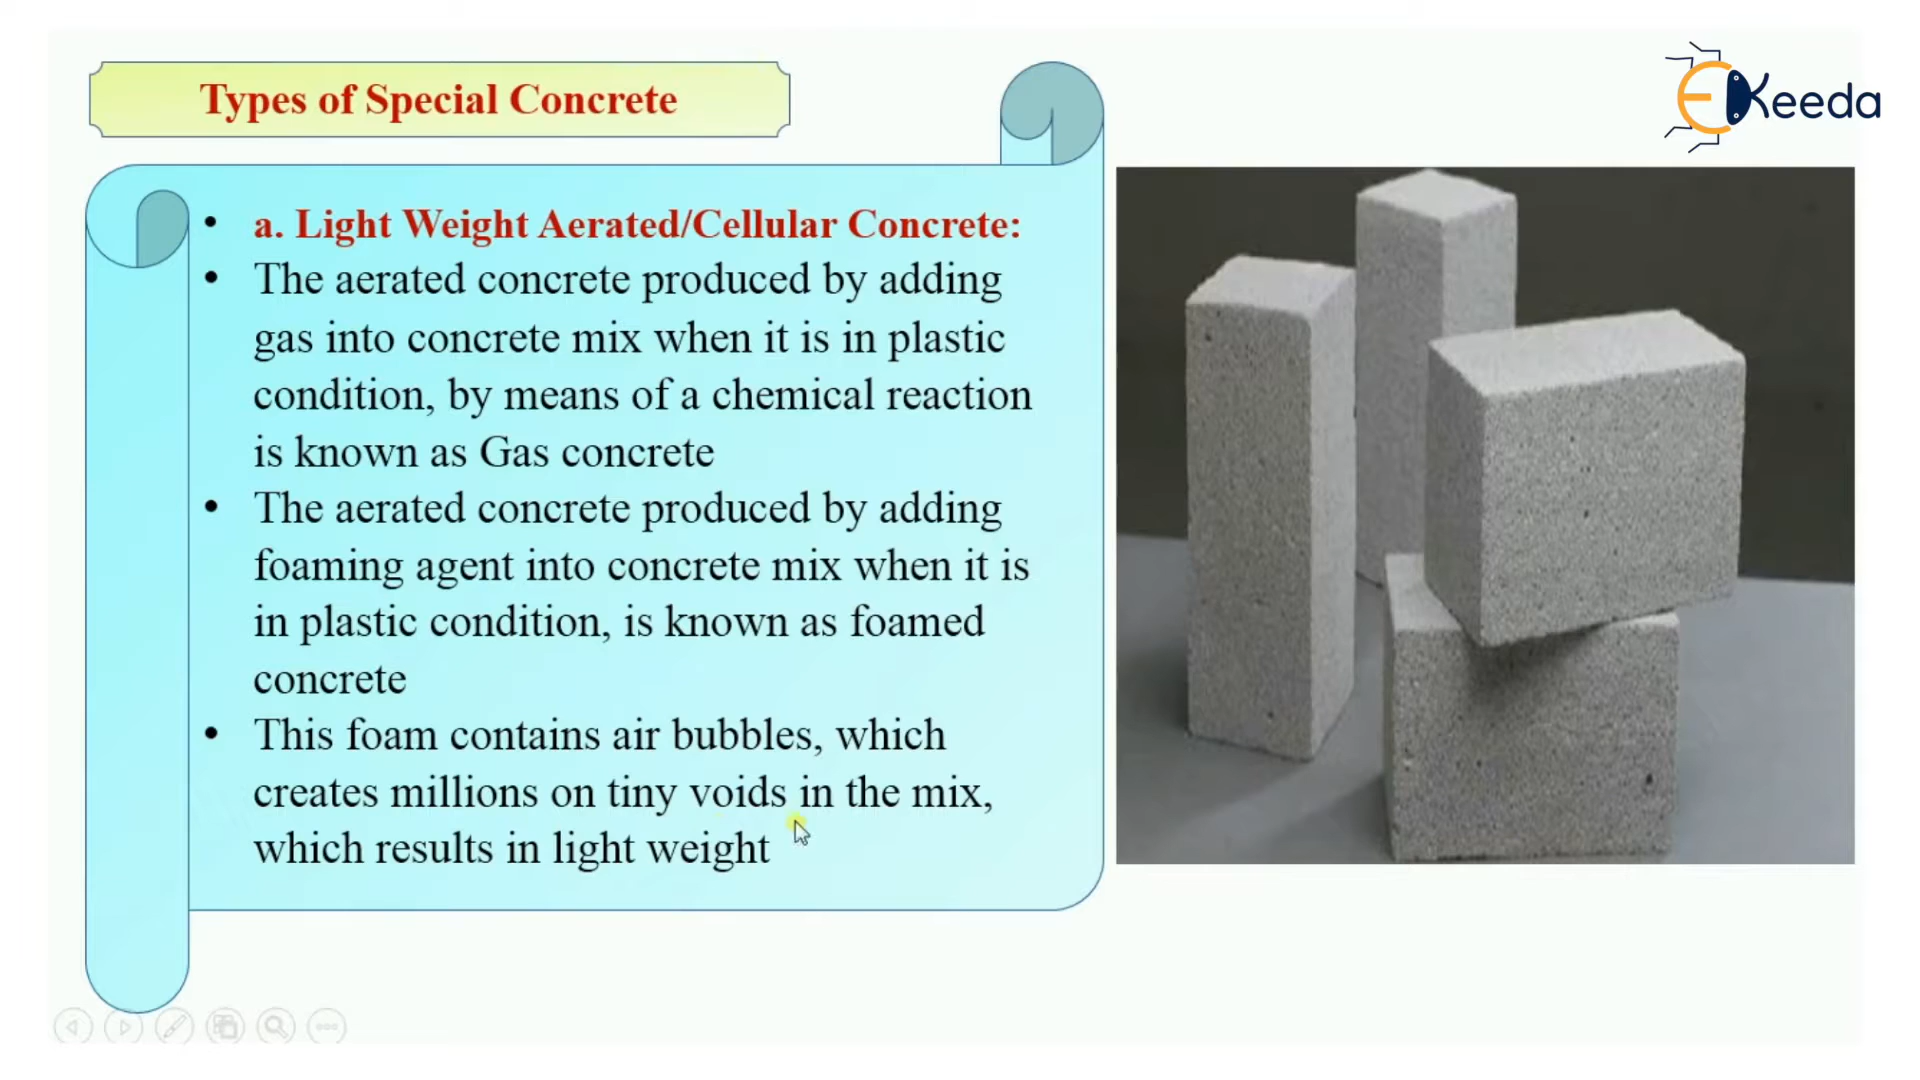 Types of Special Concrete
EKeeda
• a. Light Weight Aerated/Cellular Concrete:
• The aerated concrete produced by adding
gas into concrete mix when it is in plastic
condition, by means of a chemical reaction
is known as Gas concrete
• The aerated concrete produced by adding
foaming agent into concrete mix when it is
in plastic condition, is known as foamed
concrete
• This foam contains air bubbles, which
creates millions on tiny voids in the mix,
which results in light weight